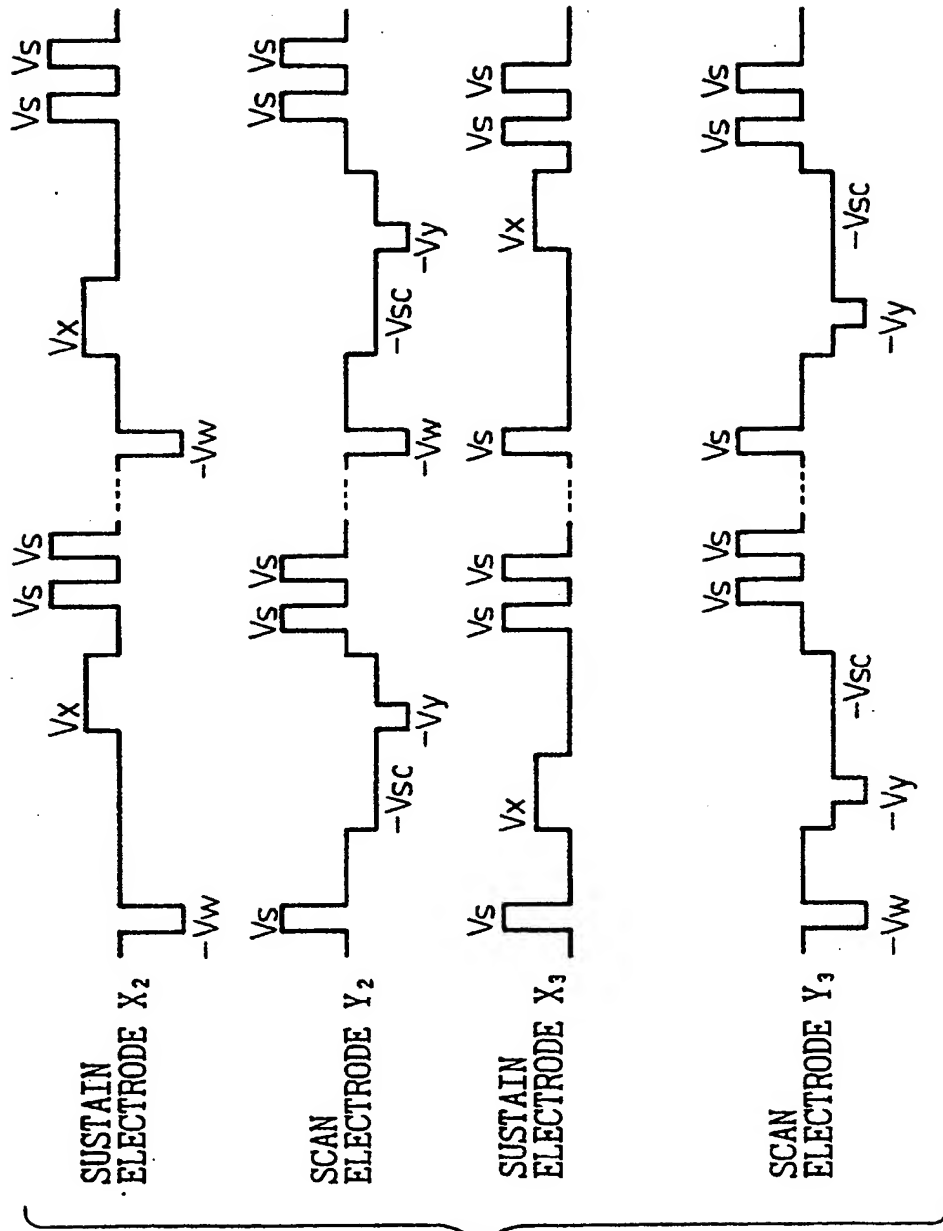 Vs Vs Vs Vs
Vx Vx
SUSTAIN
ELECTRODE X2
-Vw -Vw
Vs Vs Vs Vs Vs
SCAN
ELECTRODE Y2
-Vsc -Vsc
-Vy -Vw -Vy
Vs Vs Vs Vs Vs Vs
Vx Vx
SUSTAIN
ELECTRODE X3
Vs Vs Vs Vs Vs
SCAN
ELECTRODE Y3
-Vsc -Vsc
-Vw -Vy -Vy